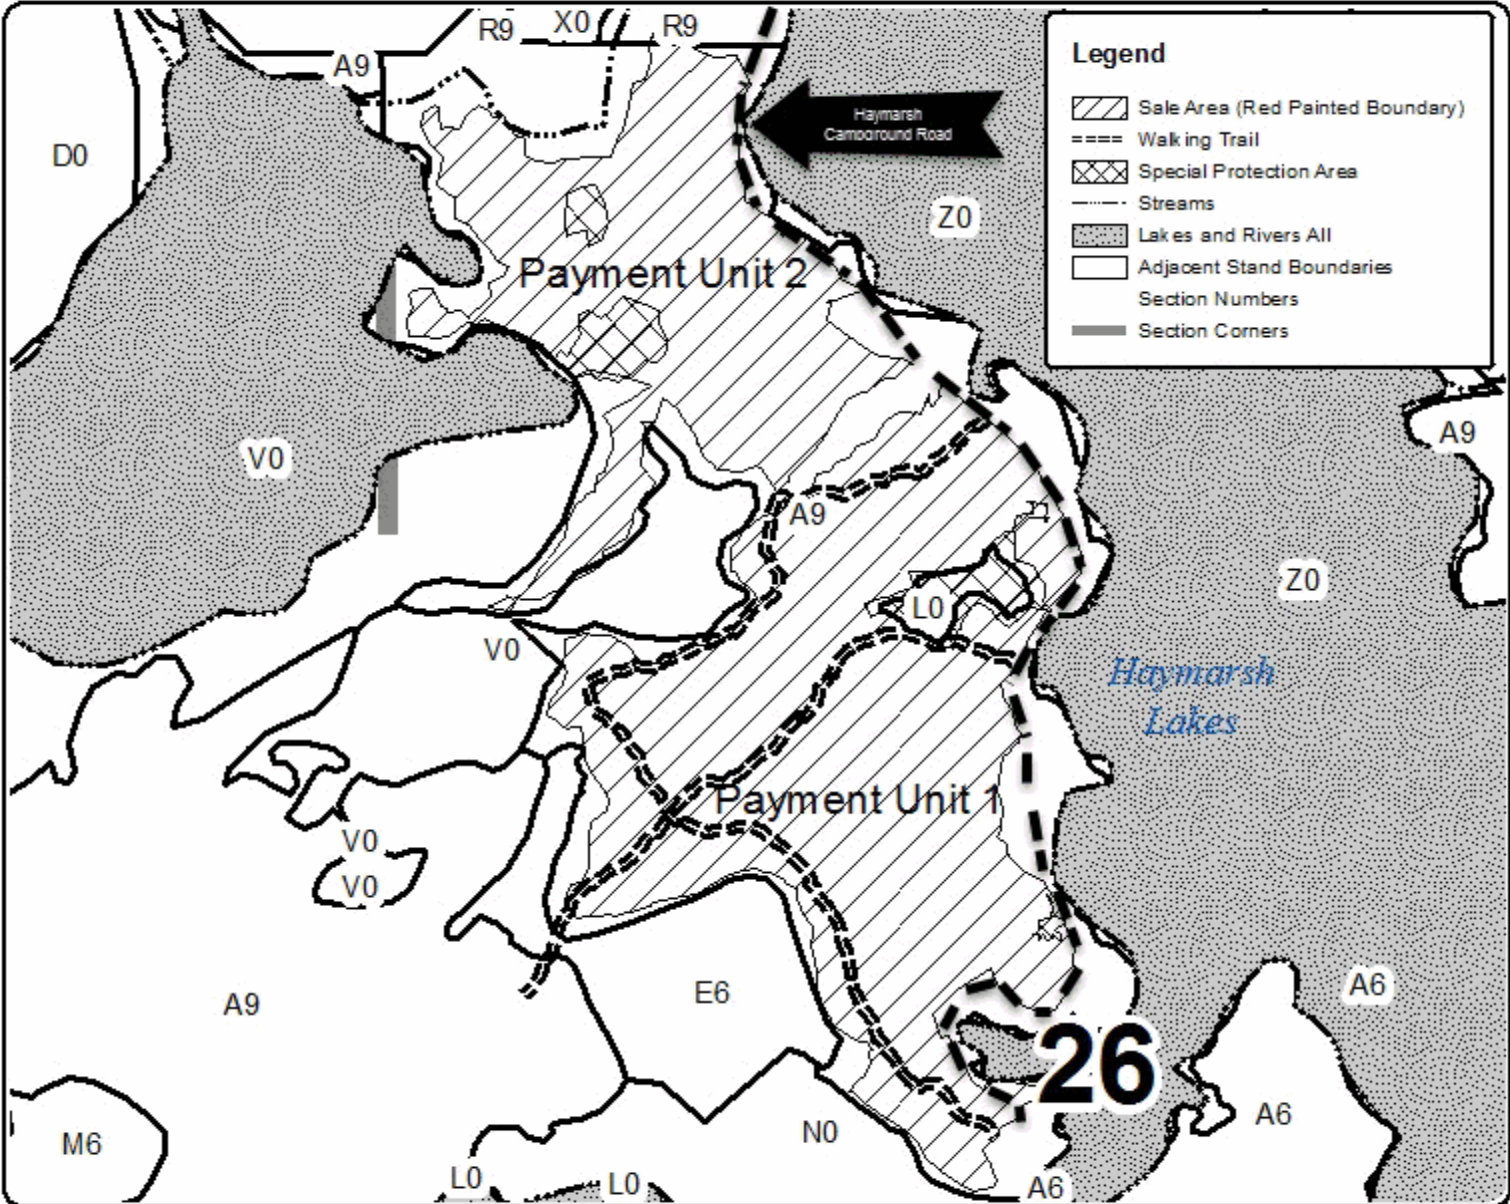 R9
X0
R9
A9
D0
Haymarsh
Campground Road
Legend
Sale Area (Red Painted Boundary)
Walking Trail
Special Protection Area
Streams
Lakes and Rivers All
Adjacent Stand Boundaries
Section Numbers
Section Corners
Z0
Payment Unit 2
V0
A9
A9
Z0
L0
V0
Haymarsh
Lakes
Payment Unit 1
V0
V0
A9
E6
A6
26
M6
N0
A6
L0
L0
A6